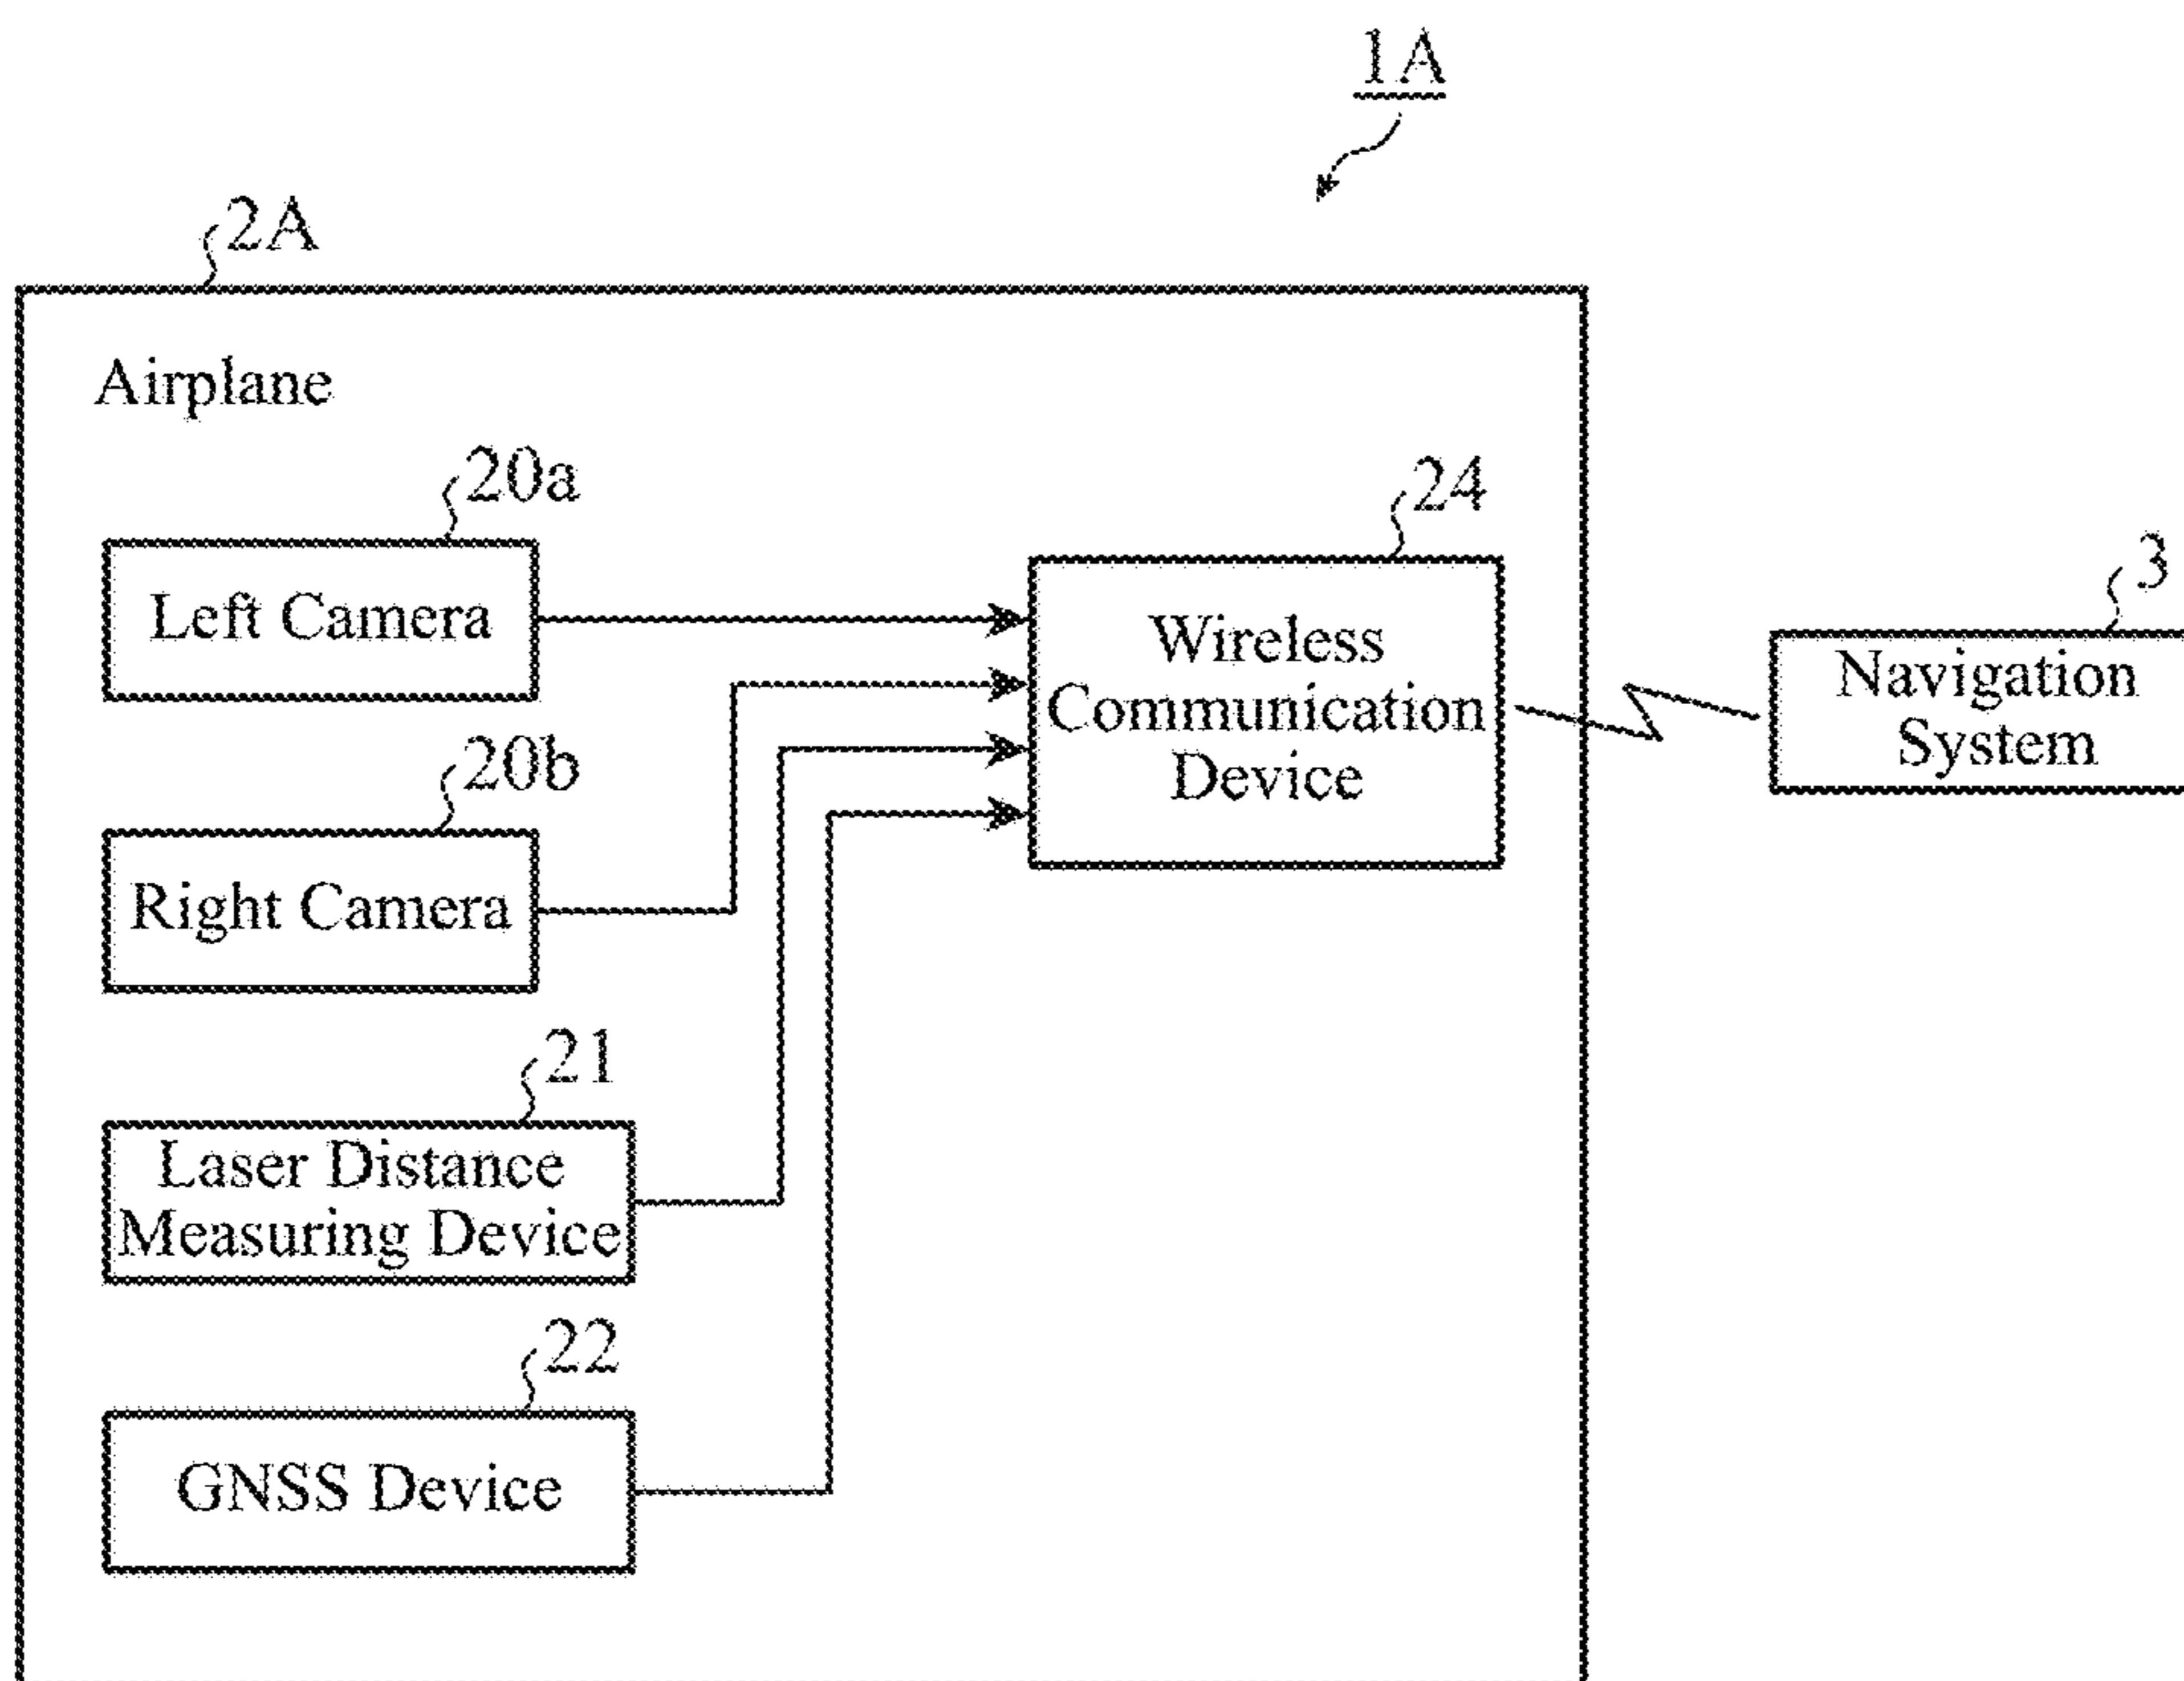 1A
2A
Airplane
20a
Left Camera
24
Wireless
Communication
Device
3
Navigation
System
20b
Right Camera
21
Laser Distance
Measuring Device
22
GNSS Device